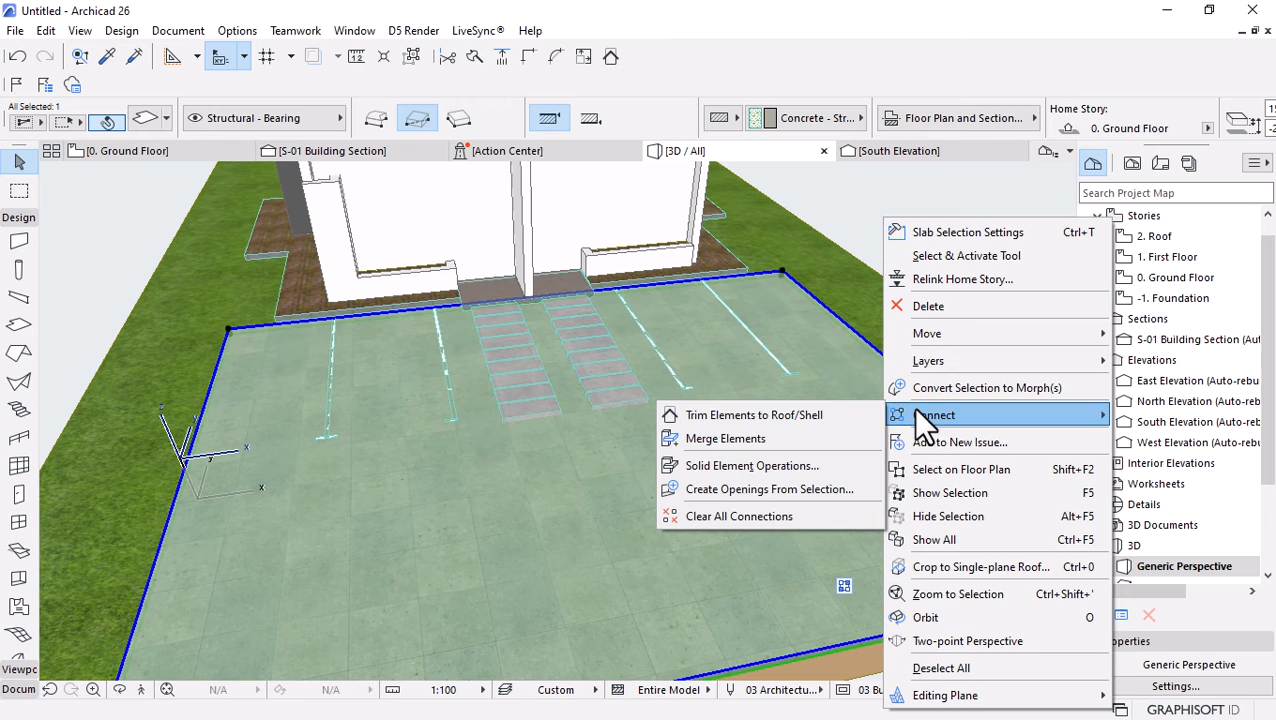 Untitled - Archicad 26
File Edit View Design Document Options Teamwork Window D5 Render LiveSync® Help
All Selected: 1
Structural - Bearing
Concrete - Str...
Floor Plan and Section...
Home Story:
0. Ground Floor
[0. Ground Floor]
[S-01 Building Section]
[Action Center]
[3D / All]
[South Elevation]
Design
Search Project Map
Stories
2. Roof
1. First Floor
0. Ground Floor
-1. Foundation
Sections
S-01 Building Section (Aut
Elevations
East Elevation (Auto-rebu
North Elevation (Auto-reb
South Elevation (Auto-reb
West Elevation (Auto-rebu
Interior Elevations
Worksheets
Details
3D Documents
3D
Generic Perspective
Slab Selection Settings Ctrl+T
Select & Activate Tool
Relink Home Story...
Delete
Move
Layers
Convert Selection to Morph(s)
nnect
to New Issue...
Select on Floor Plan Shift+F2
Show Selection F5
Hide Selection Alt+F5
Show All Ctrl+F5
Crop to Single-plane Roof... Ctrl+0
Zoom to Selection Ctrl+Shift+'
Orbit O
Two-point Perspective
Deselect All
Editing Plane
Trim Elements to Roof/Shell
Merge Elements
Solid Element Operations...
Create Openings From Selection...
Clear All Connections
z
x
y
x
roperties
Generic Perspective
Settings...
GRAPHISOFT ID
Viewpc
Docum
N/A
N/A
1:100
Custom
Entire Model
03 Architectu...
03 Bu